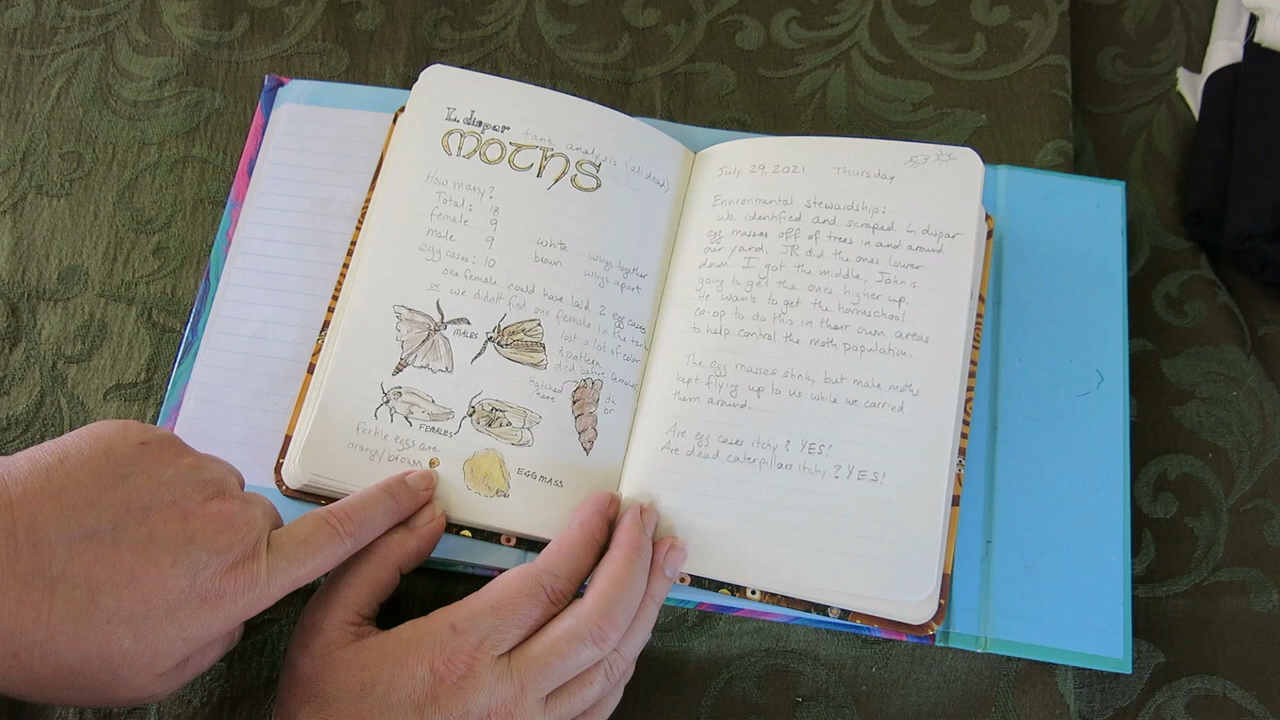 L. dispar tank analysis (all dead)
MOTHS
How many?
Total: 18
female 9 white wings together
male 9 brown wings apart
egg cases: 10
one female could have laid 2 egg cases
or we didn't find one female in the tank
lost a lot of color
& pattern
died before females
MALES
hatched
here
dk
br
FEMALES
fertile eggs are
orange/brown
EGG MASS
July 29, 2021 Thursday
Environmental stewardship:
We identified and scraped L. dispar
egg masses off of trees in and around
our yard. JR did the ones lower
down. I got the middle, John is
going to get the ones higher up.
He wants to get the homeschool
co-op to do this in their own areas
to help control the moth population.
The egg masses stink, but male moths
kept flying up to us while we carried
them around.
Are egg cases itchy? YES!
Are dead caterpillars itchy? YES!